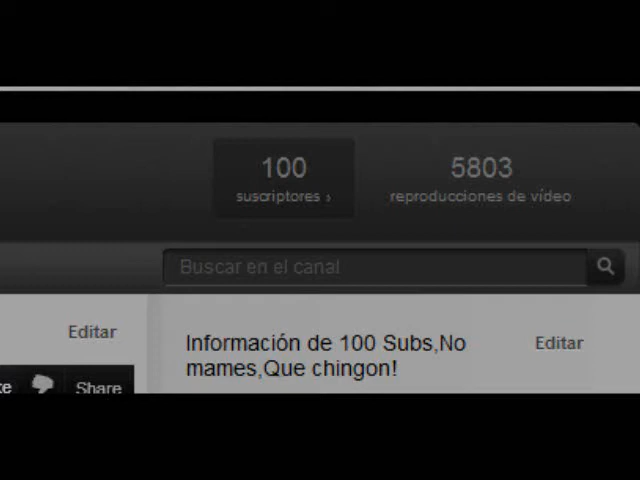 100
5803
suscriptores ›
reproducciones de vídeo
Buscar en el canal
Editar
Información de 100 Subs,No
mames,Que chingon!
Editar
Share